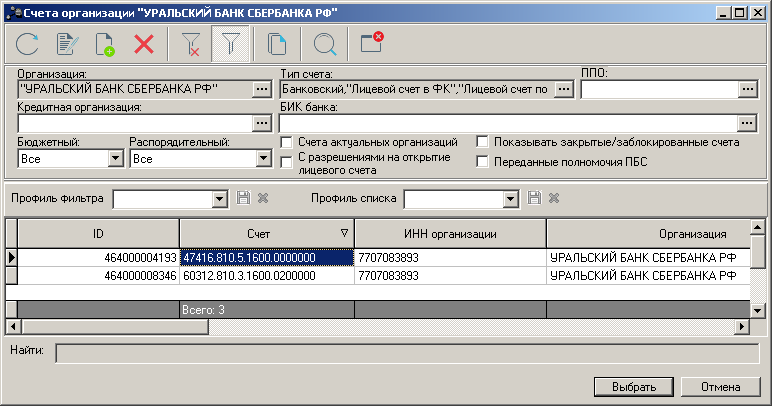 Счета организации "УРАЛЬСКИЙ БАНК СБЕРБАНКА РФ"
Организация: Тип счета: ППО:
"УРАЛЬСКИЙ БАНК СБЕРБАНКА РФ" ... Банковский,"Лицевой счет в ФК","Лицевой счет по ... ...
Кредитная организация: БИК банка:
... ...
Бюджетный: Распорядительный: Счета актуальных организаций Показывать закрытые/заблокированные счета
Все Все С разрешениями на открытие лицевого счета Переданные полномочия ПБС
Профиль фильтра Профиль списка
ID Счет ИНН организации Организация
464000004193 47416.810.5.1600.0000000 7707083893 УРАЛЬСКИЙ БАНК СБЕРБАНКА РФ
464000008346 60312.810.3.1600.0200000 7707083893 УРАЛЬСКИЙ БАНК СБЕРБАНКА РФ
Всего: 3
Найти:
Выбрать Отмена